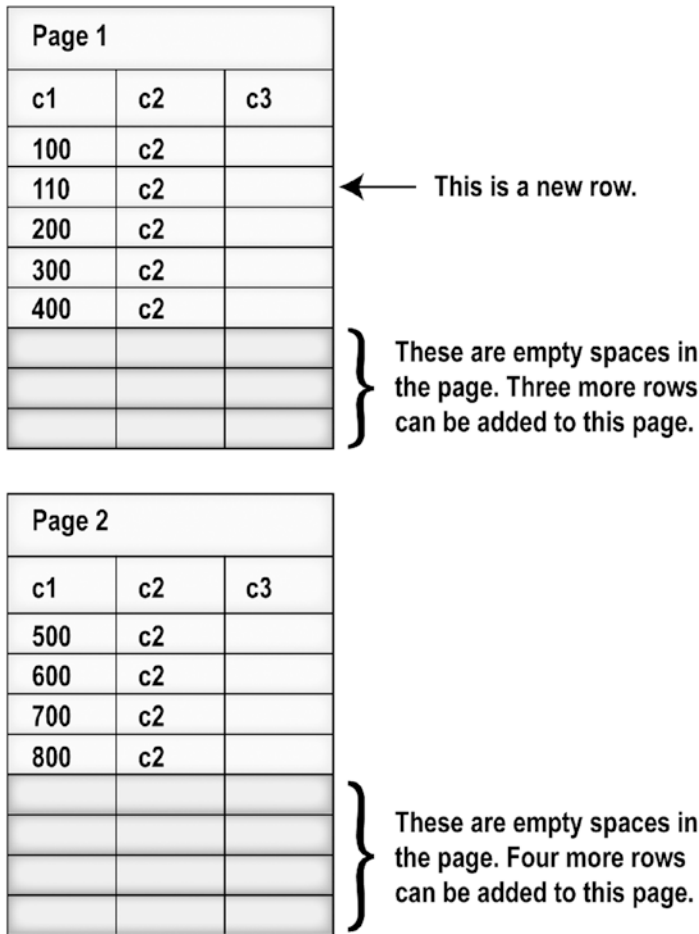 Page 1
c1 c2 c3
100 c2
110 c2
This is a new row.
200 c2
300 c2
400 c2
These are empty spaces in
the page. Three more rows
can be added to this page.
Page 2
c1 c2 c3
500 c2
600 c2
700 c2
800 c2
These are empty spaces in
the page. Four more rows
can be added to this page.